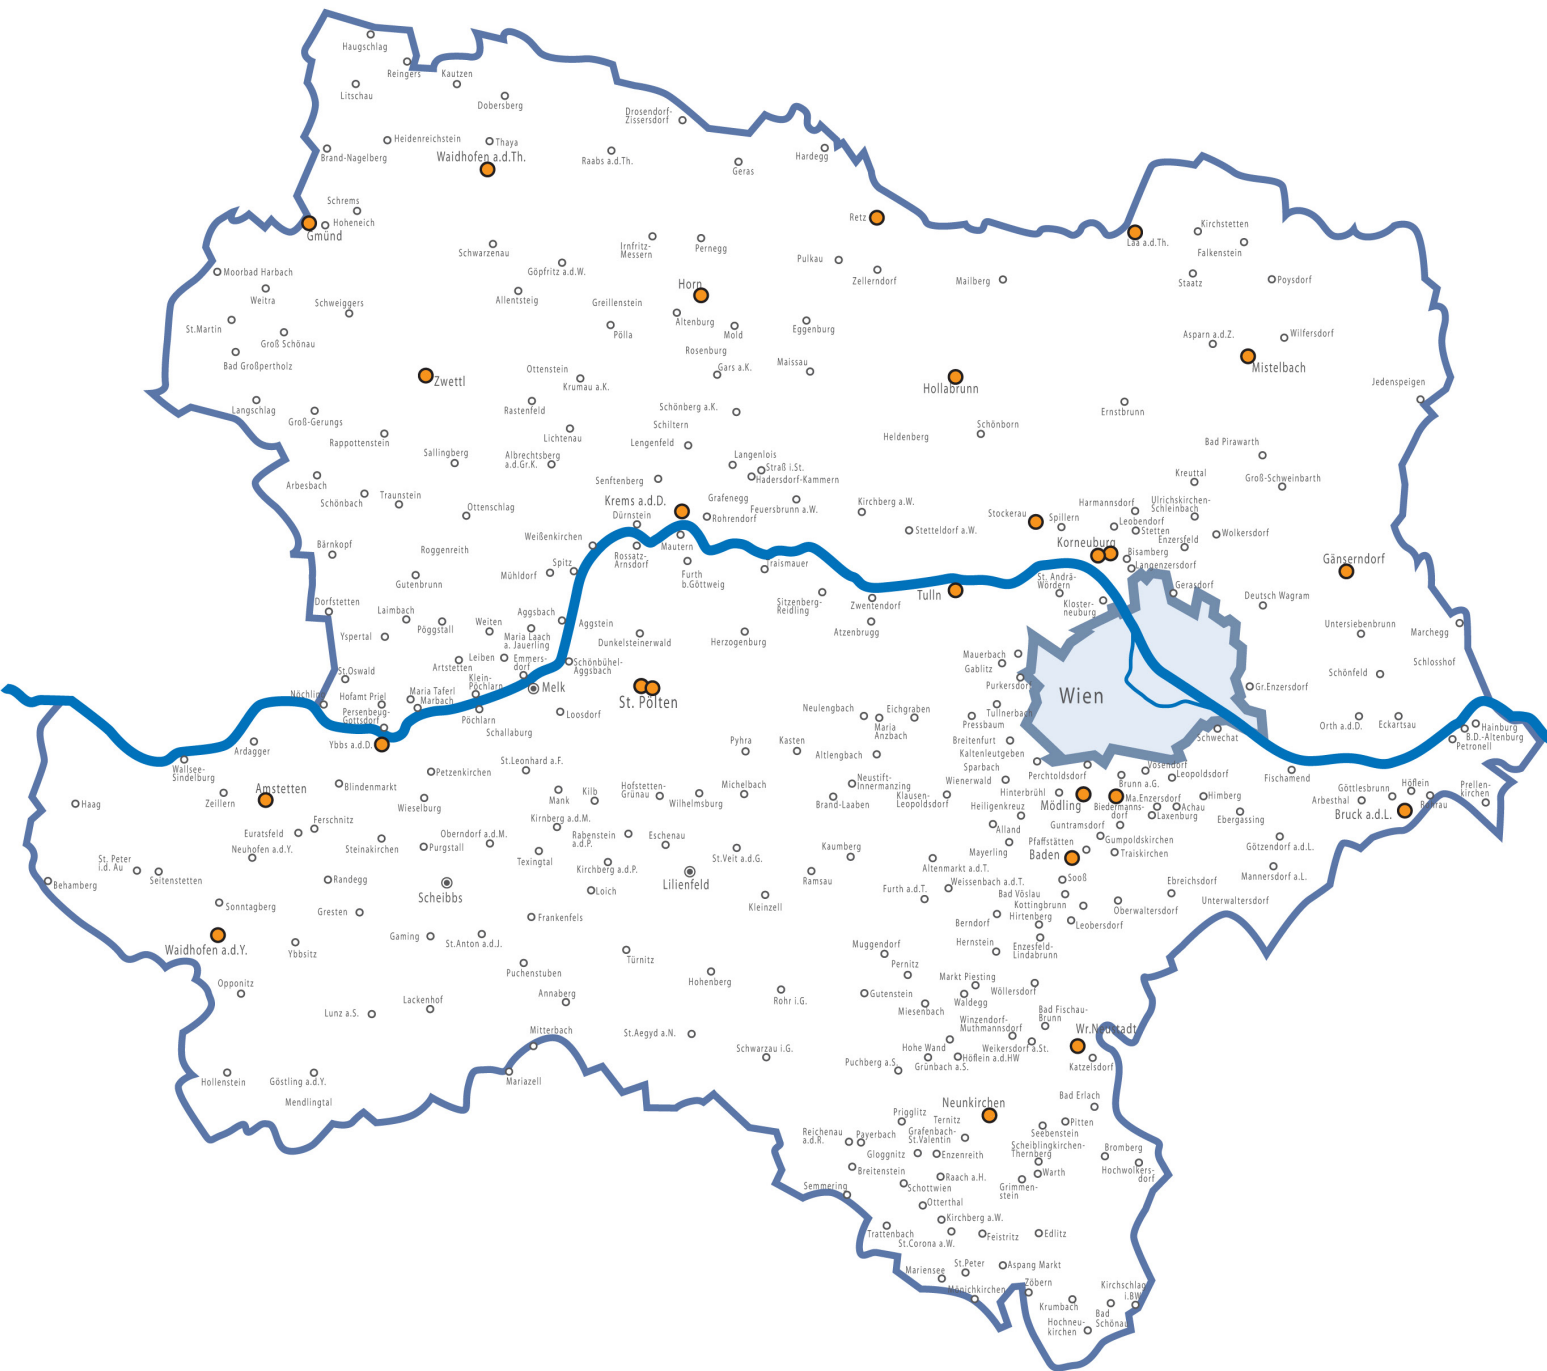 Haugschlag
Reingers
Kautzen
Litschau
Dobersberg
Drosendorf-
Zissersdorf
Heidenreichstein
Thaya
Brand-Nagelberg
Waidhofen a.d.Th.
Raabs a.d.Th.
Geras
Hardegg
Schrems
Hoheneich
Gmünd
Retz
Kirchstetten
Laa a.d.Th.
Falkenstein
Schwarzenau
Irnfritz-
Messern
Pernegg
Pulkau
Moorbad Harbach
Göpfritz a.d.W.
Zellerndorf
Mailberg
Staatz
Poysdorf
Weitra
Schweiggers
Allentsteig
Greillenstein
Horn
Altenburg
St.Martin
Groß Schönau
Pölla
Mold
Eggenburg
Asparn a.d.Z.
Wilfersdorf
Bad Großpertholz
Rosenburg
Maissau
Gars a.K.
Mistelbach
Zwettl
Ottenstein
Krumau a.K.
Hollabrunn
Jedenspeigen
Langschlag
Groß-Gerungs
Rastenfeld
Schönberg a.K.
Ernstbrunn
Rappottenstein
Lichtenau
Schiltern
Lengenfeld
Heldenberg
Schönborn
Bad Pirawarth
Sallingberg
Albrechtsberg
a.d.Gr.K.
Langenlois
Straß i.St.
Hadersdorf-Kammern
Arbesbach
Senftenberg
Kreuttal
Groß-Schweinbarth
Schönbach
Traunstein
Krems a.d.D.
Grafenegg
Feuersbrunn a.W.
Kirchberg a.W.
Harmannsdorf
Ulrichskirchen-
Schleinbach
Ottenschlag
Dürnstein
Rohrendorf
Stetteldorf a.W.
Stockerau
Spillern
Leobendorf
Stetten
Wolkersdorf
Bärnkopf
Roggenreith
Weißenkirchen
Rossatz-
Arnsdorf
Mautern
Korneuburg
Enzersfeld
Bisamberg
Langenzersdorf
Gänserndorf
Gutenbrunn
Mühldorf
Spitz
Furth
b.Göttweig
Traismauer
St. Andrä-
Wördern
Gerasdorf
Dorfstetten
Laimbach
Pöggstall
Weiten
Aggsbach
Aggstein
Sitzenberg-
Reidling
Zwentendorf
Tulln
Kloster-
neuburg
Deutsch Wagram
Yspertal
Maria Laach
a. Jauerling
Dunkelsteinerwald
Herzogenburg
Atzenbrugg
Untersiebenbrunn
Marchegg
St.Oswald
Artstetten
Leiben
Emmers-
dorf
Schönbühel-
Aggsbach
Mauerbach
Gablitz
Purkersdorf
Schönfeld
Schlosshof
Nöchling
Hofamt Priel
Persenbeug-
Gottsdorf
Maria Taferl
Marbach
Klein-
Pöchlarn
Melk
St. Pölten
Wien
Gr.Enzersdorf
Pöchlarn
Loosdorf
Schallaburg
Neulengbach
Maria
Anzbach
Eichgraben
Tullnerbach
Pressbaum
Schwechat
Orth a.d.D.
Eckartsau
Hainburg
B.D.-Altenburg
Petronell
Ybbs a.d.D.
Ardagger
Wallsee-
Sindelburg
Pyhra
Kasten
Altlengbach
Breitenfurt
Kaltenleutgeben
Petzenkirchen
St.Leonhard a.F.
Sparbach
Wienerwald
Perchtoldsdorf
Vösendorf
Leopoldsdorf
Fischamend
Haag
Zeillern
Amstetten
Blindenmarkt
Wieselburg
Mank
Kilb
Hofstetten-
Grünau
Wilhelmsburg
Michelbach
Neustift-
Innermanzing
Brand-Laaben
Klausen-
Leopoldsdorf
Hinterbrühl
Mödling
Brunn a.G.
Ma.Enzersdorf
Biedermanns-
dorf
Achau
Laxenburg
Himberg
Ebergässing
Arbesthal
Göttlesbrunn
Höflein
Rohrau
Prellen-
kirchen
Bruck a.d.L.
Euratsfeld
Ferschnitz
Neuhofen a.d.Y.
Steinakirchen
Purgstall
Oberndorf a.d.M.
Kirnberg a.d.M.
Texingtal
Rabenstein
a.d.P.
Eschenau
Kirchberg a.d.P.
St.Veit a.d.G.
Kaumberg
Heiligenkreuz
Alland
Mayerling
Guntramsdorf
Pfaffstätten
Gumpoldskirchen
Traiskirchen
Baden
Götzendorf a.d.L.
Mannersdorf a.L.
St. Peter
i.d. Au
Seitenstetten
Behamberg
Randegg
Scheibbs
Loich
Lilienfeld
Ramsau
Altenmarkt a.d.T.
Furth a.d.T.
Weissenbach a.d.T.
Sooß
Bad Vöslau
Kottingbrunn
Ebreichsdorf
Unterwaltersdorf
Oberwaltersdorf
Sonntagberg
Gresten
Frankenfels
Kleinzell
Berndorf
Hirtenberg
Leobersdorf
Waidhofen a.d.Y.
Ybbsitz
Gaming
St.Anton a.d.J.
Türnitz
Muggendorf
Hernstein
Enzesfeld-
Lindabrunn
Puchenstuben
Hohenberg
Pernitz
Markt Piesting
Opponitz
Annaberg
Rohr i.G.
Gutenstein
Waldegg
Wöllersdorf
Lunz a.S.
Lackenhof
Miesenbach
Winzendorf-
Muthmannsdorf
Bad Fischau-
Brunn
Mitterbach
St.Aegyd a.N.
Schwarzau i.G.
Hohe Wand
Weikersdorf a.St.
Wr.Neustadt
Puchberg a.S.
Höflein a.d.HW
Grünbach a.S.
Katzelsdorf
Hollenstein
Göstling a.d.Y.
Mendlingtal
Mariazell
Bad Erlach
Neunkirchen
Prigglitz
Ternitz
Pitten
Seebenstein
Reichenau
a.d.R.
Payerbach
Grafenbach-
St.Valentin
Gloggnitz
Enzenreith
Scheiblingkirchen-
Thernberg
Bromberg
Breitenstein
Raach a.H.
Warth
Hochwolkers-
dorf
Semmering
Schottwien
Grimmen-
stein
Otterthal
Kirchberg a.W.
Trattenbach
St.Corona a.W.
Feistritz
Edlitz
Mariensee
St.Peter
Aspang Markt
Mönichkirchen
Zöbern
Kirchschlag
i.BW
Krumbach
Bad
Schönau
Hochneu-
kirchen